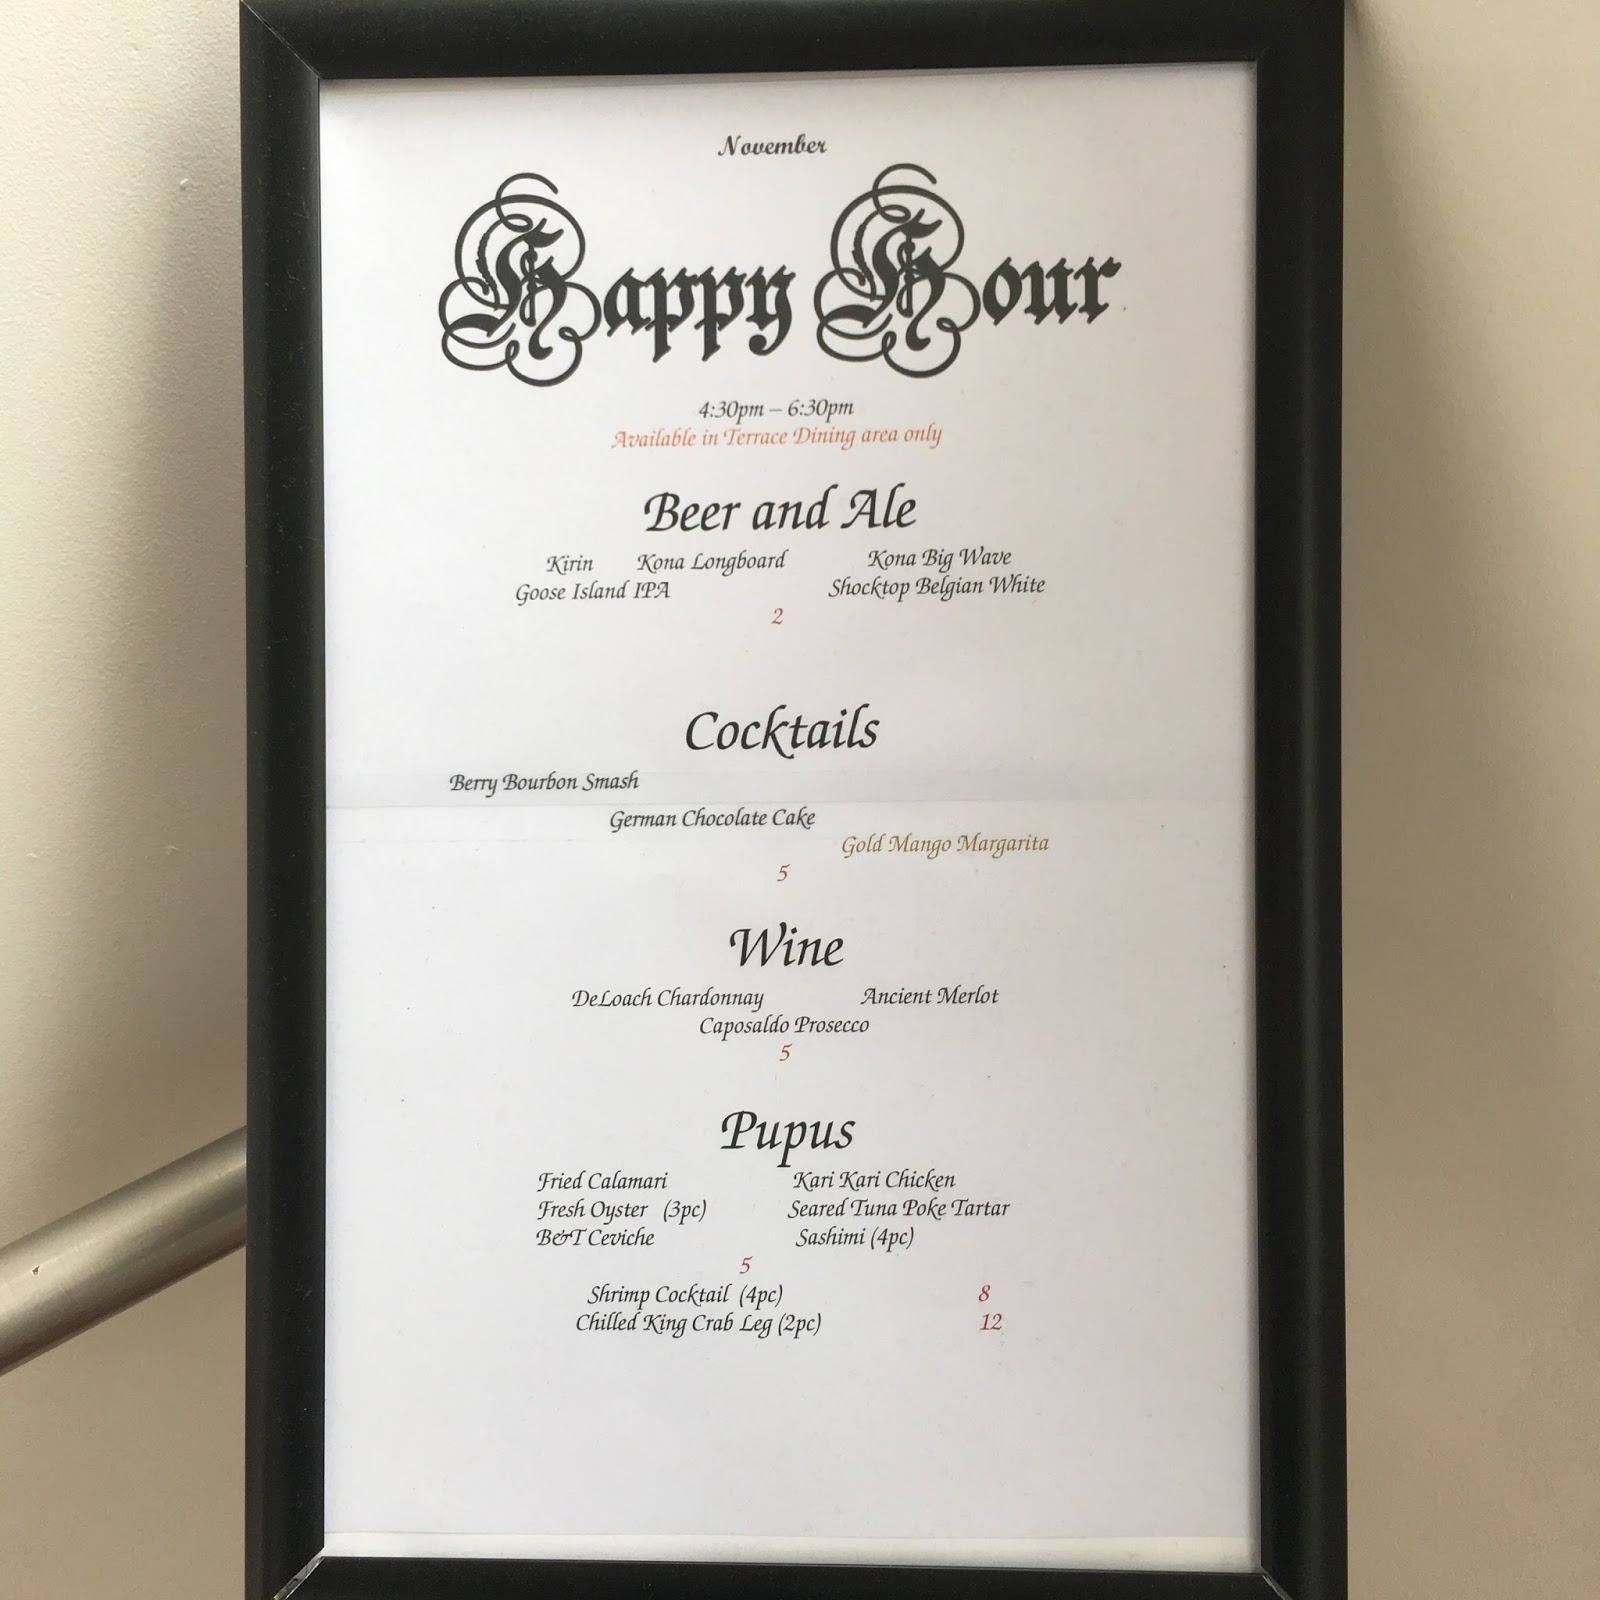 November
Happy Hour
4:30pm – 6:30pm
Available in Terrace Dining area only
Beer and Ale
Kirin Kona Longboard Kona Big Wave
Goose Island IPA Shocktop Belgian White
2
Cocktails
Berry Bourbon Smash
German Chocolate Cake
Gold Mango Margarita
5
Wine
DeLoach Chardonnay Ancient Merlot
Caposaldo Prosecco
5
Pupus
Fried Calamari Kari Kari Chicken
Fresh Oyster (3pc) Seared Tuna Poke Tartar
B&T Ceviche Sashimi (4pc)
5
Shrimp Cocktail (4pc) 8
Chilled King Crab Leg (2pc) 12